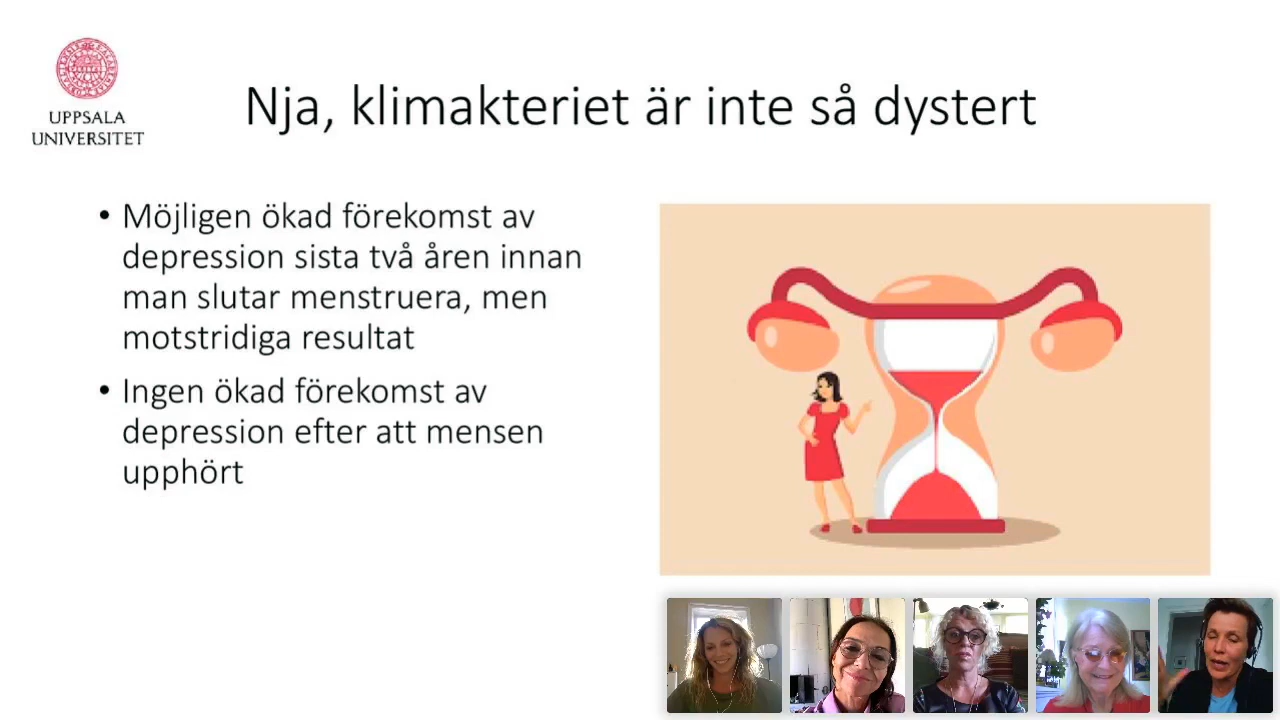 UPPSALA
UNIVERSITET
Nja, klimakteriet är inte så dystert
• Möjligen ökad förekomst av
depression sista två åren innan
man slutar menstruera, men
motstridiga resultat
• Ingen ökad förekomst av
depression efter att mensen
upphört